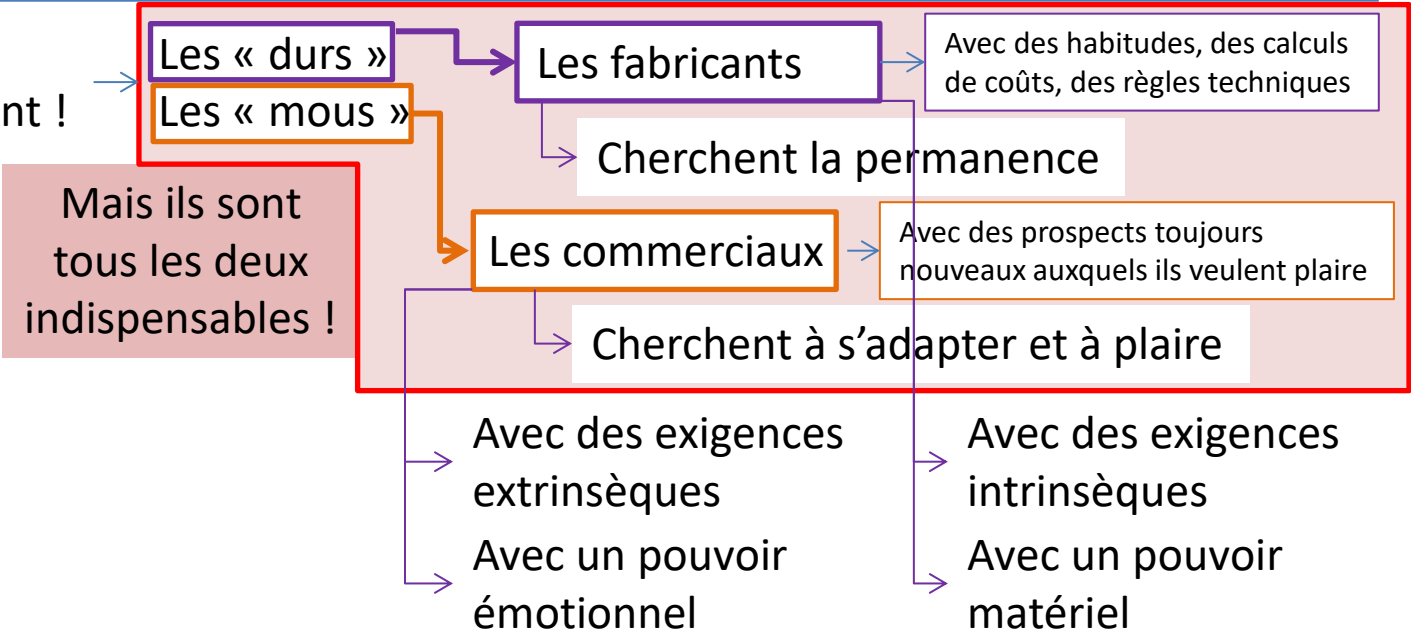 nt !
Les « durs »
Les « mous »
Mais ils sont
tous les deux
indispensables !
Les fabricants
Avec des habitudes, des calculs
de coûts, des règles techniques
Cherchent la permanence
Les commerciaux
Avec des prospects toujours
nouveaux auxquels ils veulent plaire
Cherchent à s’adapter et à plaire
Avec des exigences
extrinsèques
Avec un pouvoir
émotionnel
Avec des exigences
intrinsèques
Avec un pouvoir
matériel